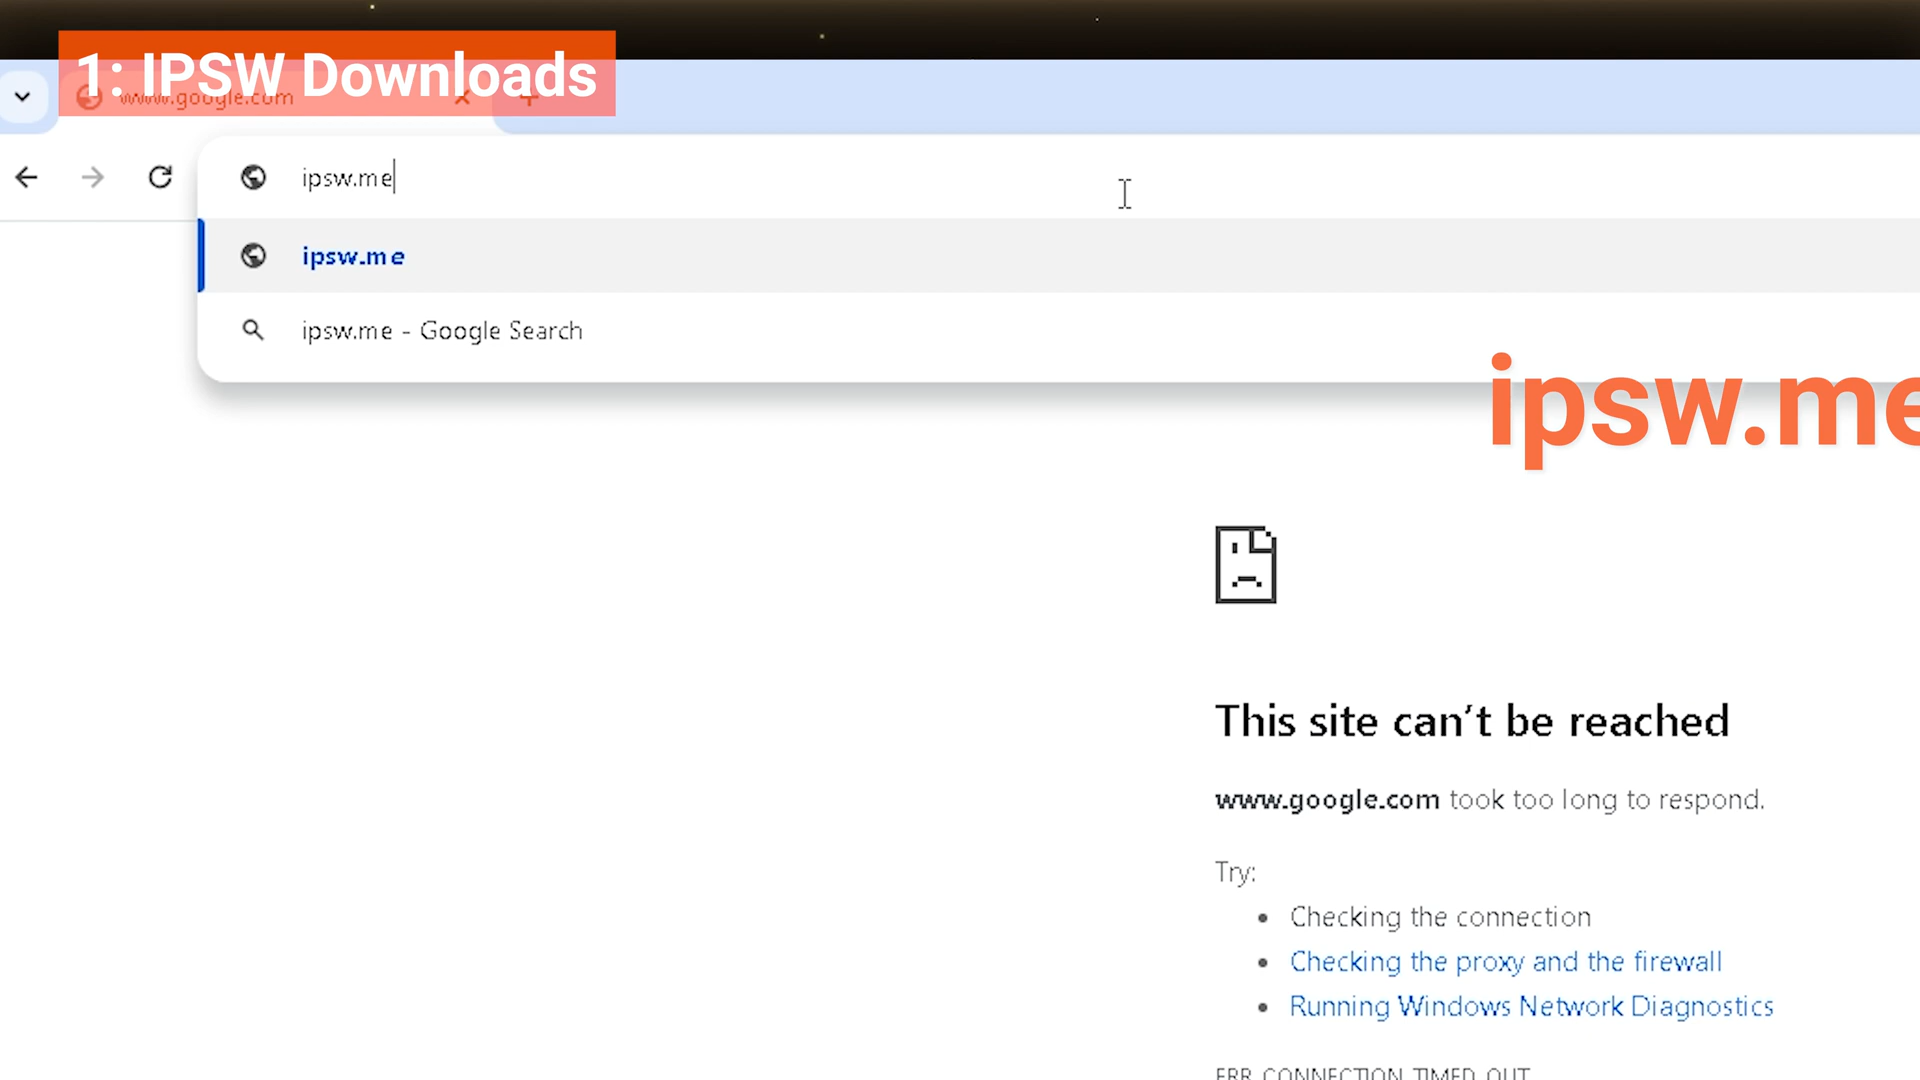 1: IPSW Downloads
www.google.com
ipsw.me
ipsw.me
ipsw.me - Google Search
ipsw.me
This site can't be reached
www.google.com took too long to respond.
Try:
Checking the connection
Checking the proxy and the firewall
Running Windows Network Diagnostics
ERR_CONNECTION_TIMED_OUT